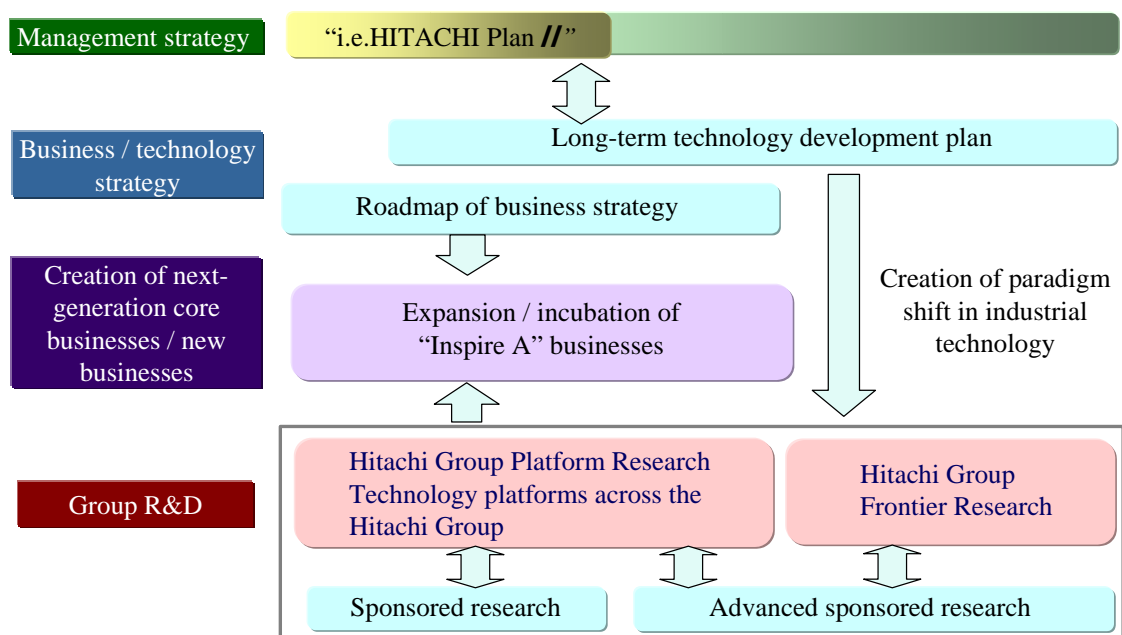 Management strategy
“i.e.HITACHI Plan II”
Business / technology
strategy
Long-term technology development plan
Roadmap of business strategy
Creation of next-
generation core
businesses / new
businesses
Expansion / incubation of
“Inspire A” businesses
Creation of paradigm
shift in industrial
technology
Group R&D
Hitachi Group Platform Research
Technology platforms across the
Hitachi Group
Hitachi Group
Frontier Research
Sponsored research
Advanced sponsored research